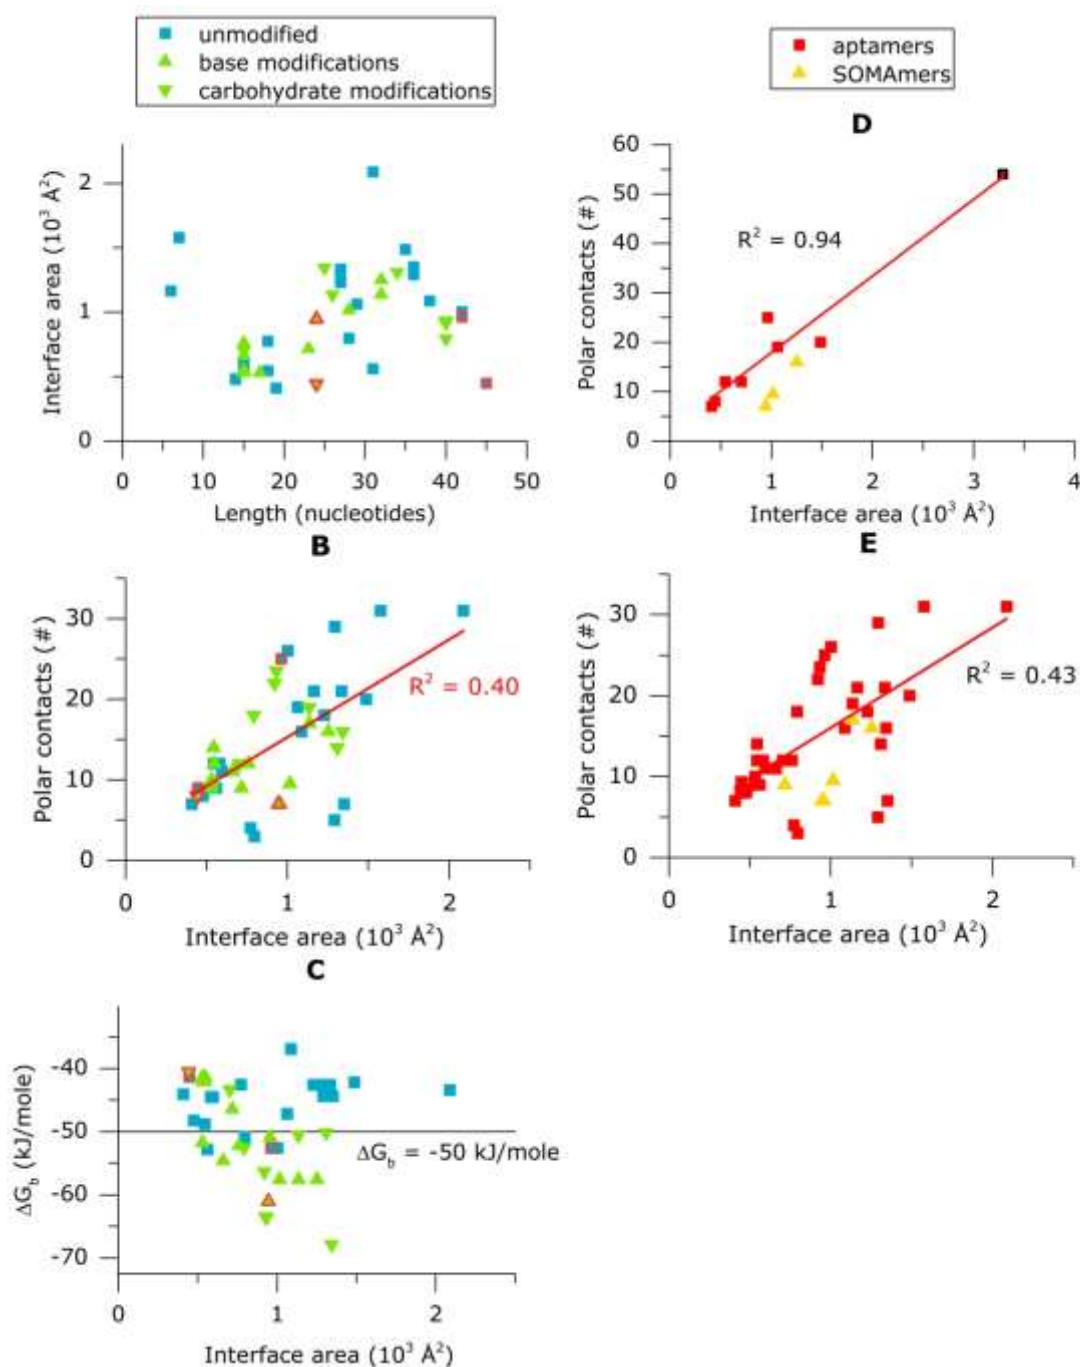 unmodified
base modifications
carbohydrate modifications
Interface area (10³ Å²)
2
1
0
0 10 20 30 40 50
Length (nucleotides)
aptamers
SOMAmers
D
Polar contacts (#)
60
50
40
30
20
10
0
R² = 0.94
1 2 3 4
Interface area (10³ Å²)
B
Polar contacts (#)
30
20
10
0
R² = 0.40
0 1 2
Interface area (10³ Å²)
E
Polar contacts (#)
30
20
10
0
R² = 0.43
0 1 2
Interface area (10³ Å²)
C
ΔG_b (kJ/mole)
-40
-50
-60
-70
ΔG_b = -50 kJ/mole
0 1 2
Interface area (10³ Å²)